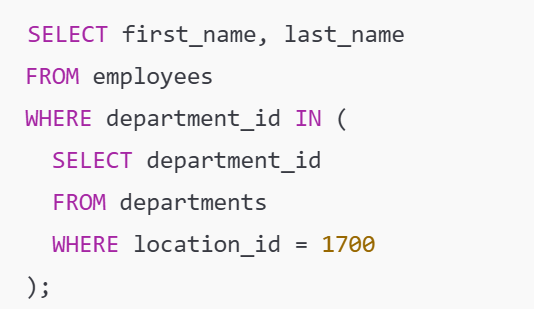 SELECT first_name, last_name
FROM employees
WHERE department_id IN (
  SELECT department_id
  FROM departments
  WHERE location_id = 1700
);